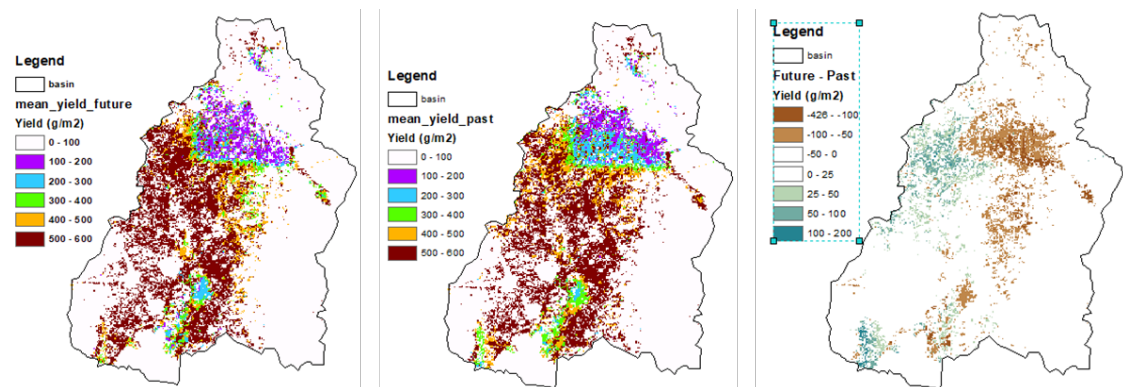 Legend
basin
mean_yield_future
Yield (g/m2)
0 - 100
100 - 200
200 - 300
300 - 400
400 - 500
500 - 600
Legend
basin
mean_yield_past
Yield (g/m2)
0 - 100
100 - 200
200 - 300
300 - 400
400 - 500
500 - 600
Legend
basin
Future - Past
Yield (g/m2)
-426 - -100
-100 - -50
-50 - 0
0 - 25
25 - 50
50 - 100
100 - 200